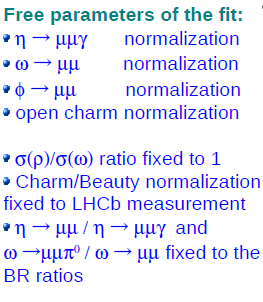 Free parameters of the fit:
• η → μμγ normalization
• ω → μμ normalization
• ϕ → μμ normalization
• open charm normalization
• σ(ρ)/σ(ω) ratio fixed to 1
• Charm/Beauty normalization
fixed to LHCb measurement
• η → μμ / η → μμγ and
ω →μμπ⁰ / ω → μμ fixed to the
BR ratios